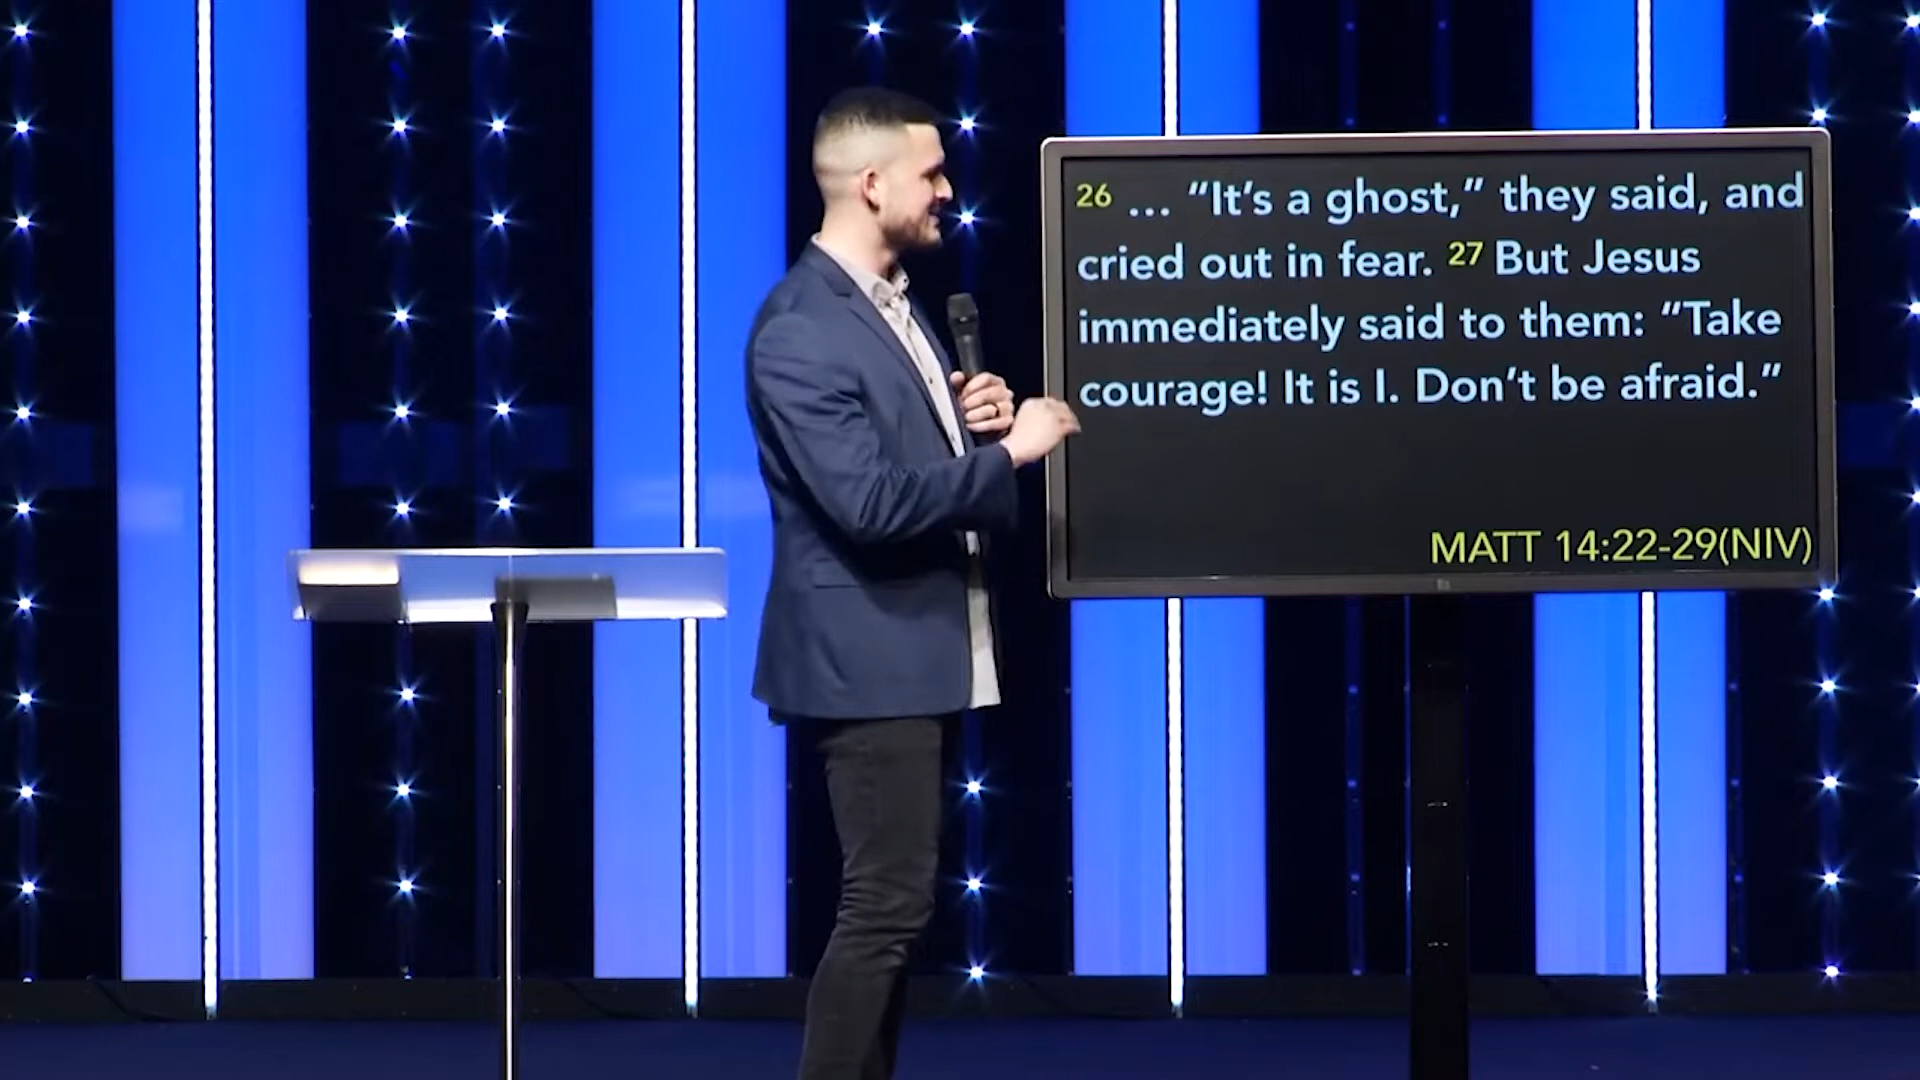 26 … “It’s a ghost,” they said, and
cried out in fear. 27 But Jesus
immediately said to them: “Take
courage! It is I. Don’t be afraid.”
MATT 14:22-29(NIV)